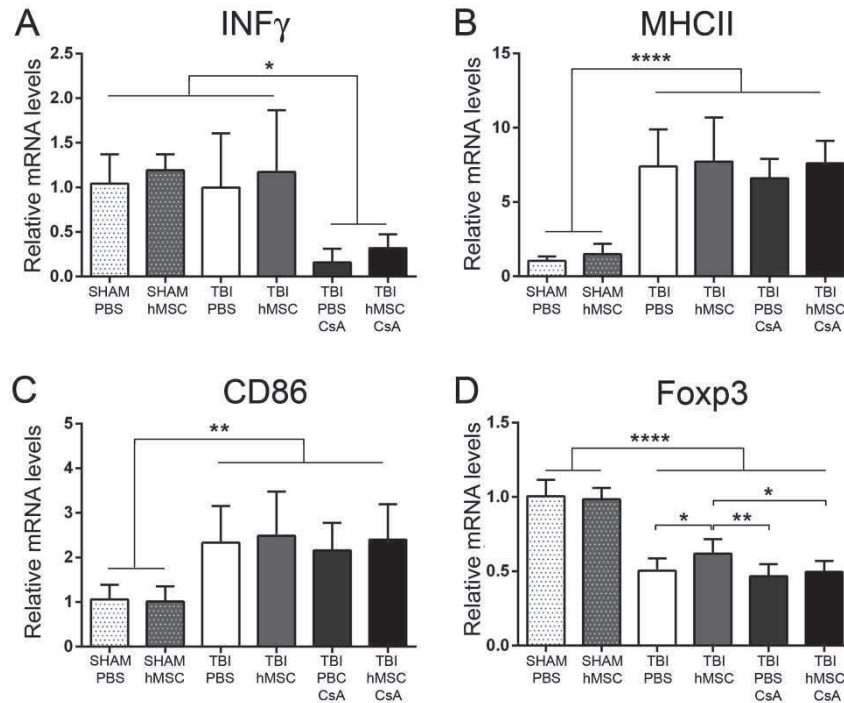 A INFγ
Relative mRNA levels
2.5
2.0
1.5
1.0
0.5
0.0
*
SHAM PBS
SHAM hMSC
TBI PBS
TBI hMSC
TBI PBS CsA
TBI hMSC CsA
B MHCII
Relative mRNA levels
15
10
5
0
****
SHAM PBS
SHAM hMSC
TBI PBS
TBI hMSC
TBI PBS CsA
TBI hMSC CsA
C CD86
Relative mRNA levels
5
4
3
2
1
0
**
SHAM PBS
SHAM hMSC
TBI PBS
TBI hMSC
TBI PBC CsA
TBI hMSC CsA
D Foxp3
Relative mRNA levels
1.5
1.0
0.5
0.0
****
*
*
**
SHAM PBS
SHAM hMSC
TBI PBS
TBI hMSC
TBI PBS CsA
TBI hMSC CsA